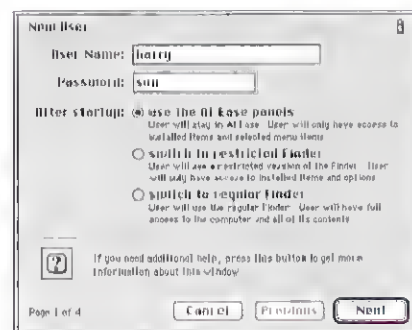 New User
User Name: harry
Password: sun
After startup: use the At Ease panels
User will stay in At Ease. User will only have access to
installed items and selected menu items
switch to restricted Finder
User will use a restricted version of the Finder. User
will only have access to installed items and options
switch to regular Finder
User will use the regular Finder. User will have full
access to the computer and all of its contents
If you need additional help, press this button to get more
information about this window
Page 1 of 4 Cancel Previous Next